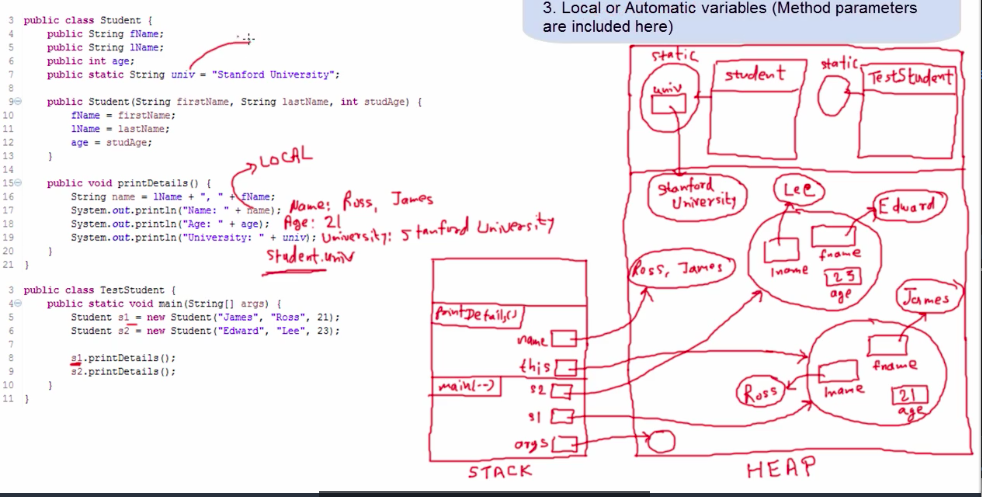 3. Local or Automatic variables (Method parameters
are included here)
3 public class Student {
4 public String fName;
5 public String lName;
6 public int age;
7 public static String univ = "Stanford University";
8
9 public Student(String firstName, String lastName, int studAge) {
10 fName = firstName;
11 lName = lastName;
12 age = studAge;
13 }
14
LOCAL
15 public void printDetails() {
16 String name = lName + ", " + fName;
17 System.out.println("Name: " + name);
18 System.out.println("Age: " + age);
19 System.out.println("University: " + univ);
20 }
21 }
Name: Ross, James
Age: 21
University: Stanford University
Student.univ
3 public class TestStudent {
4 public static void main(String[] args) {
5 Student s1 = new Student("James", "Ross", 21);
6 Student s2 = new Student("Edward", "Lee", 23);
7
8 s1.printDetails();
9 s2.printDetails();
10 }
11 }
printDetails()
name
this
main(--)
s2
s1
args
STACK
static
univ
student
static
TestStudent
Stanford
University
Lee
Edward
Ross, James
lname
fname
23
age
James
Ross
lname
fname
21
age
HEAP